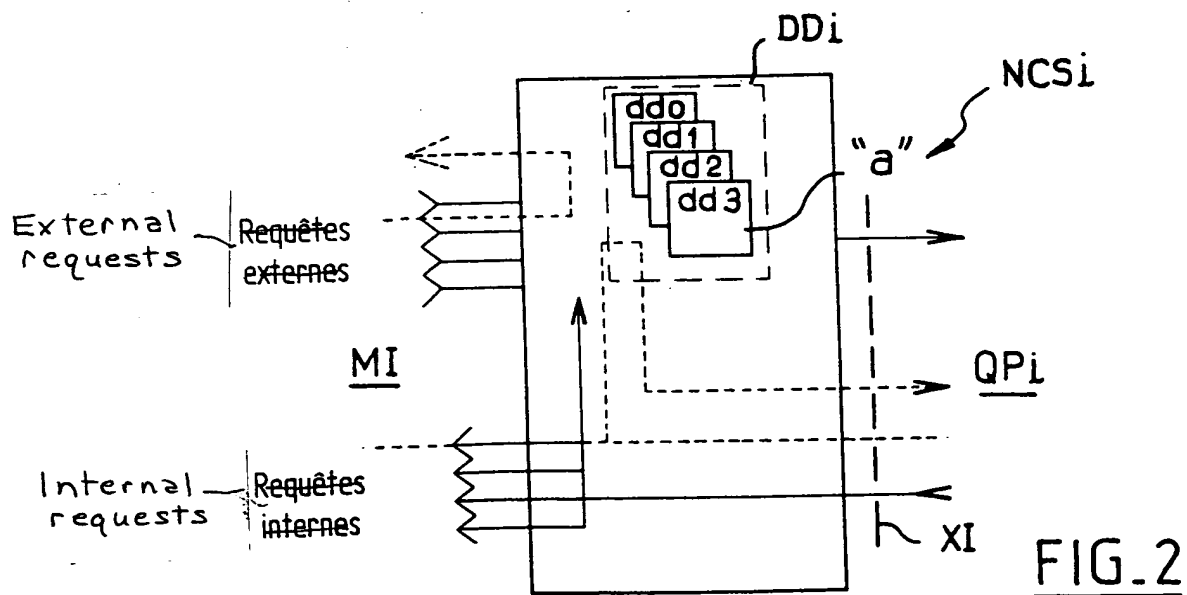 DDi
NCSi
dd0
dd1
"a"
dd2
dd3
External
requests
Requêtes
externes
MI
QPi
Internal
requests
Requêtes
internes
XI
FIG_2